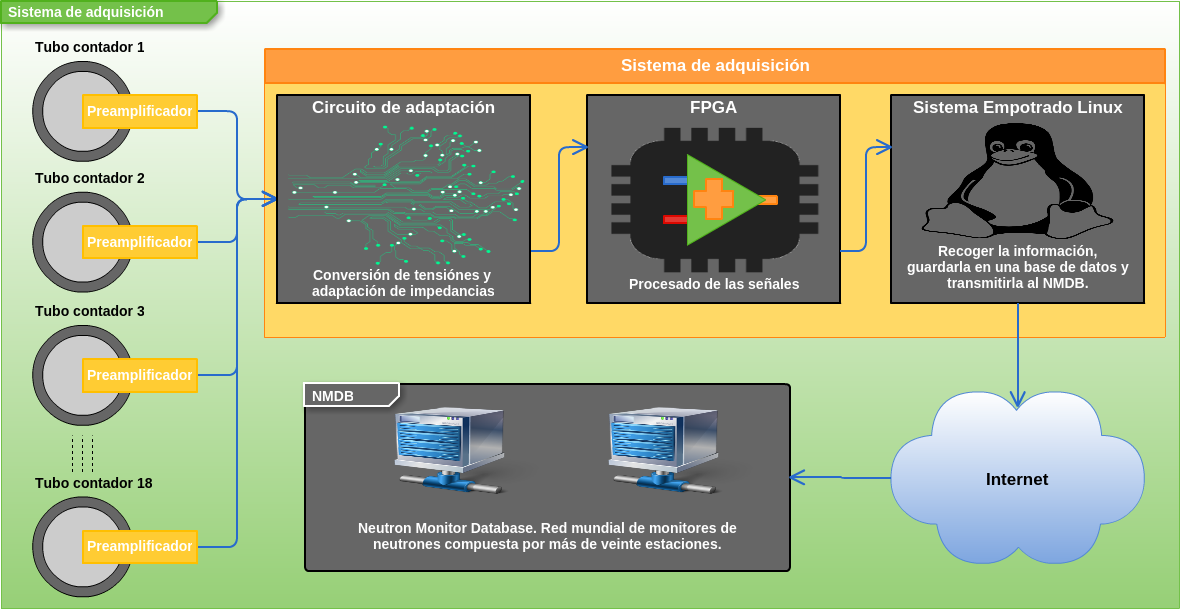 Sistema de adquisición
Tubo contador 1
Preamplificador
Tubo contador 2
Preamplificador
Tubo contador 3
Preamplificador
Tubo contador 18
Preamplificador
Sistema de adquisición
Circuito de adaptación
Conversión de tensiónes y
adaptación de impedancias
FPGA
Procesado de las señales
Sistema Empotrado Linux
Recoger la información,
guardarla en una base de datos y
transmitirla al NMDB.
Internet
NMDB
Neutron Monitor Database. Red mundial de monitores de
neutrones compuesta por más de veinte estaciones.